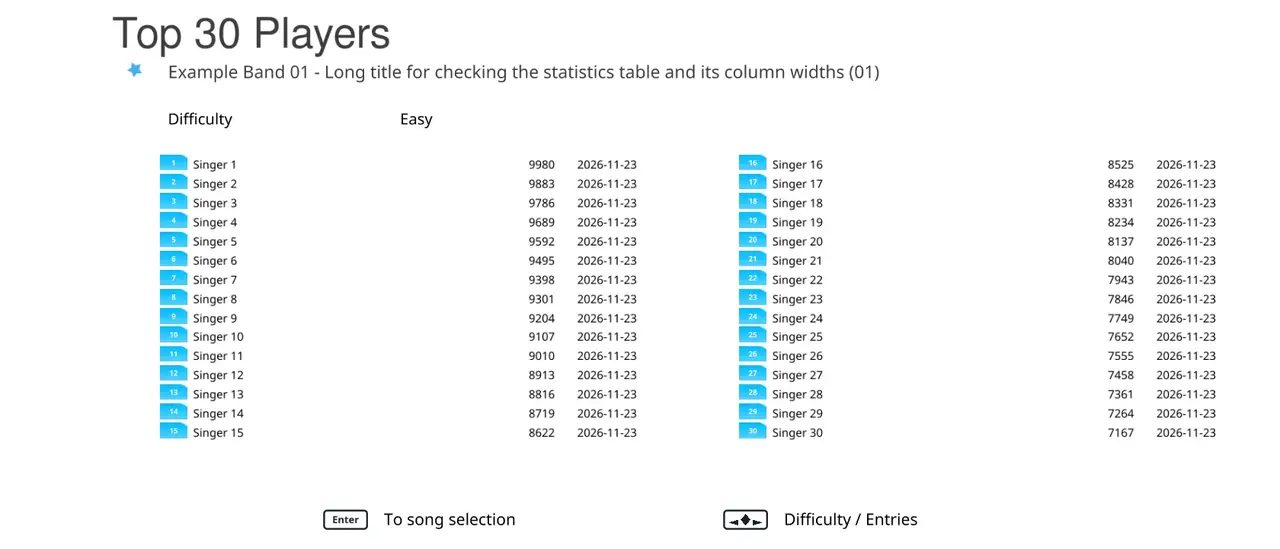 Top 30 Players
Example Band 01 - Long title for checking the statistics table and its column widths (01)
Difficulty Easy
1 Singer 1 9980 2026-11-23
2 Singer 2 9883 2026-11-23
3 Singer 3 9786 2026-11-23
4 Singer 4 9689 2026-11-23
5 Singer 5 9592 2026-11-23
6 Singer 6 9495 2026-11-23
7 Singer 7 9398 2026-11-23
8 Singer 8 9301 2026-11-23
9 Singer 9 9204 2026-11-23
10 Singer 10 9107 2026-11-23
11 Singer 11 9010 2026-11-23
12 Singer 12 8913 2026-11-23
13 Singer 13 8816 2026-11-23
14 Singer 14 8719 2026-11-23
15 Singer 15 8622 2026-11-23
16 Singer 16 8525 2026-11-23
17 Singer 17 8428 2026-11-23
18 Singer 18 8331 2026-11-23
19 Singer 19 8234 2026-11-23
20 Singer 20 8137 2026-11-23
21 Singer 21 8040 2026-11-23
22 Singer 22 7943 2026-11-23
23 Singer 23 7846 2026-11-23
24 Singer 24 7749 2026-11-23
25 Singer 25 7652 2026-11-23
26 Singer 26 7555 2026-11-23
27 Singer 27 7458 2026-11-23
28 Singer 28 7361 2026-11-23
29 Singer 29 7264 2026-11-23
30 Singer 30 7167 2026-11-23
Enter To song selection
Difficulty / Entries